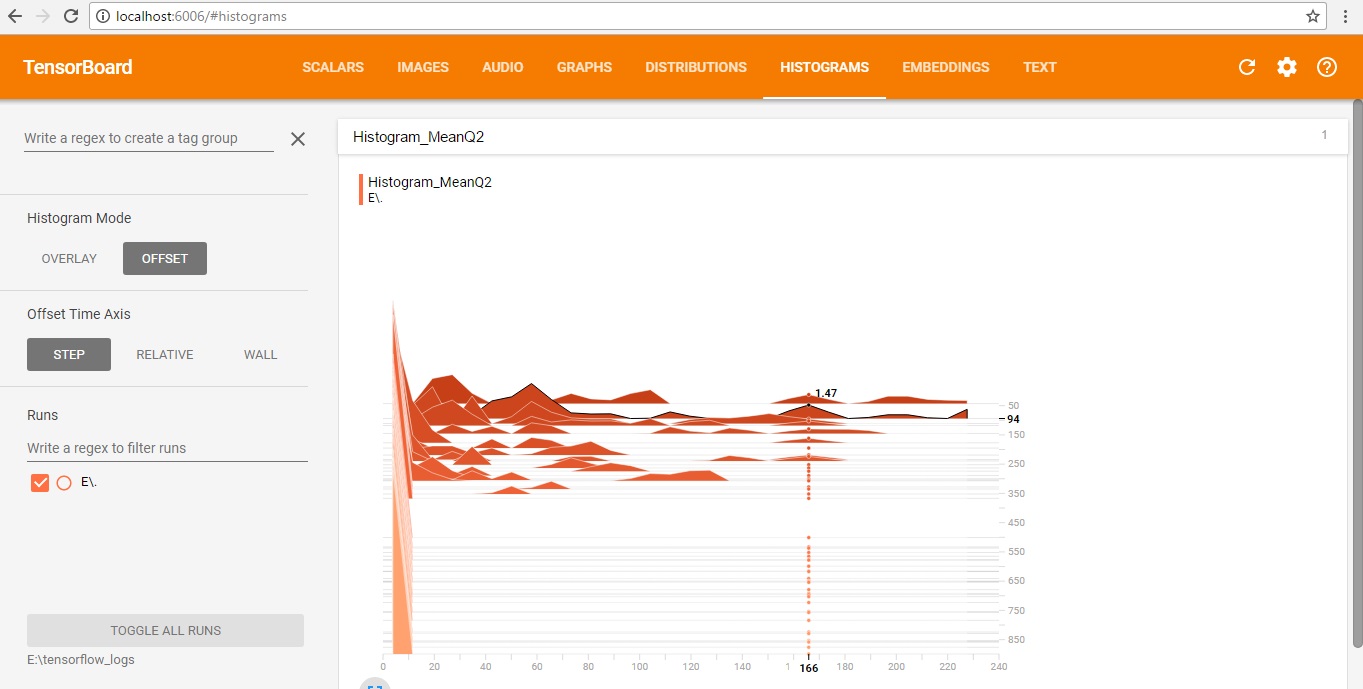 localhost:6006/#histograms
TensorBoard
SCALARS IMAGES AUDIO GRAPHS DISTRIBUTIONS HISTOGRAMS EMBEDDINGS TEXT
Write a regex to create a tag group
Histogram_MeanQ2 1
Histogram_MeanQ2
E\.
Histogram Mode
OVERLAY OFFSET
Offset Time Axis
STEP RELATIVE WALL
Runs
Write a regex to filter runs
E\.
TOGGLE ALL RUNS
E:\tensorflow_logs
1.47
50
94
150
250
350
450
550
650
750
850
0 20 40 60 80 100 120 140 1 166 180 200 220 240